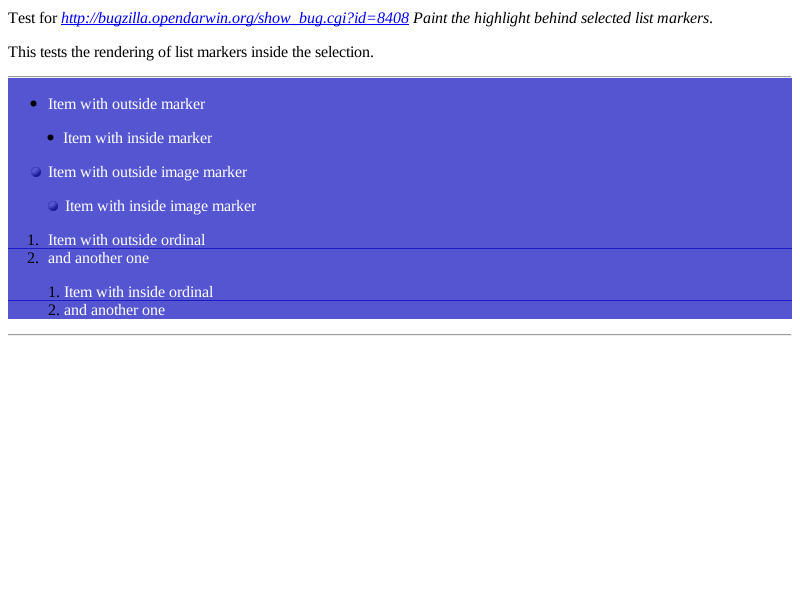 Test for http://bugzilla.opendarwin.org/show_bug.cgi?id=8408 Paint the highlight behind selected list markers.
This tests the rendering of list markers inside the selection.
• Item with outside marker
• Item with inside marker
Item with outside image marker
Item with inside image marker
1. Item with outside ordinal
2. and another one
1. Item with inside ordinal
2. and another one